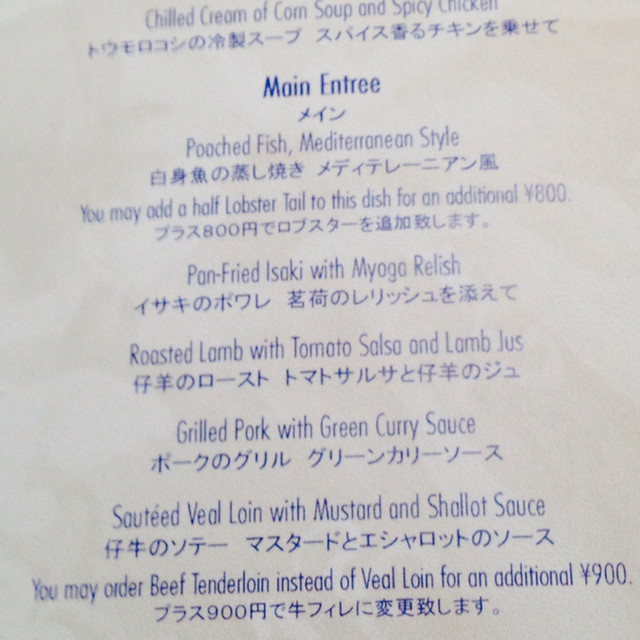 Chilled Cream of Corn Soup and Spicy Chicken
トウモロコシの冷製スープ スパイス香るチキンを乗せて
Main Entree
メイン
Poached Fish, Mediterranean Style
白身魚の蒸し焼き メディテレーニアン風
You may add a half Lobster Tail to this dish for an additional ¥800.
プラス800円でロブスターを追加致します。
Pan-Fried Isaki with Myoga Relish
イサキのポワレ 茗荷のレリッシュを添えて
Roasted Lamb with Tomato Salsa and Lamb Jus
仔羊のロースト トマトサルサと仔羊のジュ
Grilled Pork with Green Curry Sauce
ポークのグリル グリーンカリーソース
Sautéed Veal Loin with Mustard and Shallot Sauce
仔牛のソテー マスタードとエシャロットのソース
You may order Beef Tenderloin instead of Veal Loin for an additional ¥900.
プラス900円で牛フィレに変更致します。